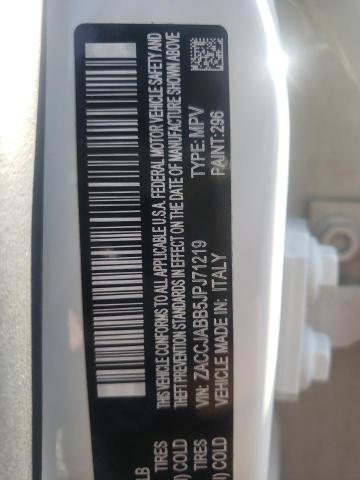 THIS VEHICLE CONFORMS TO ALL APPLICABLE U.S.A. FEDERAL MOTOR VEHICLE SAFETY AND
THEFT PREVENTION STANDARDS IN EFFECT ON THE DATE OF MANUFACTURE SHOWN ABOVE
VIN: ZACCJABB5JPJ71219
TYPE: MPV
VEHICLE MADE IN: ITALY
PAINT: 296
LB
TIRES
COLD
TIRES
COLD